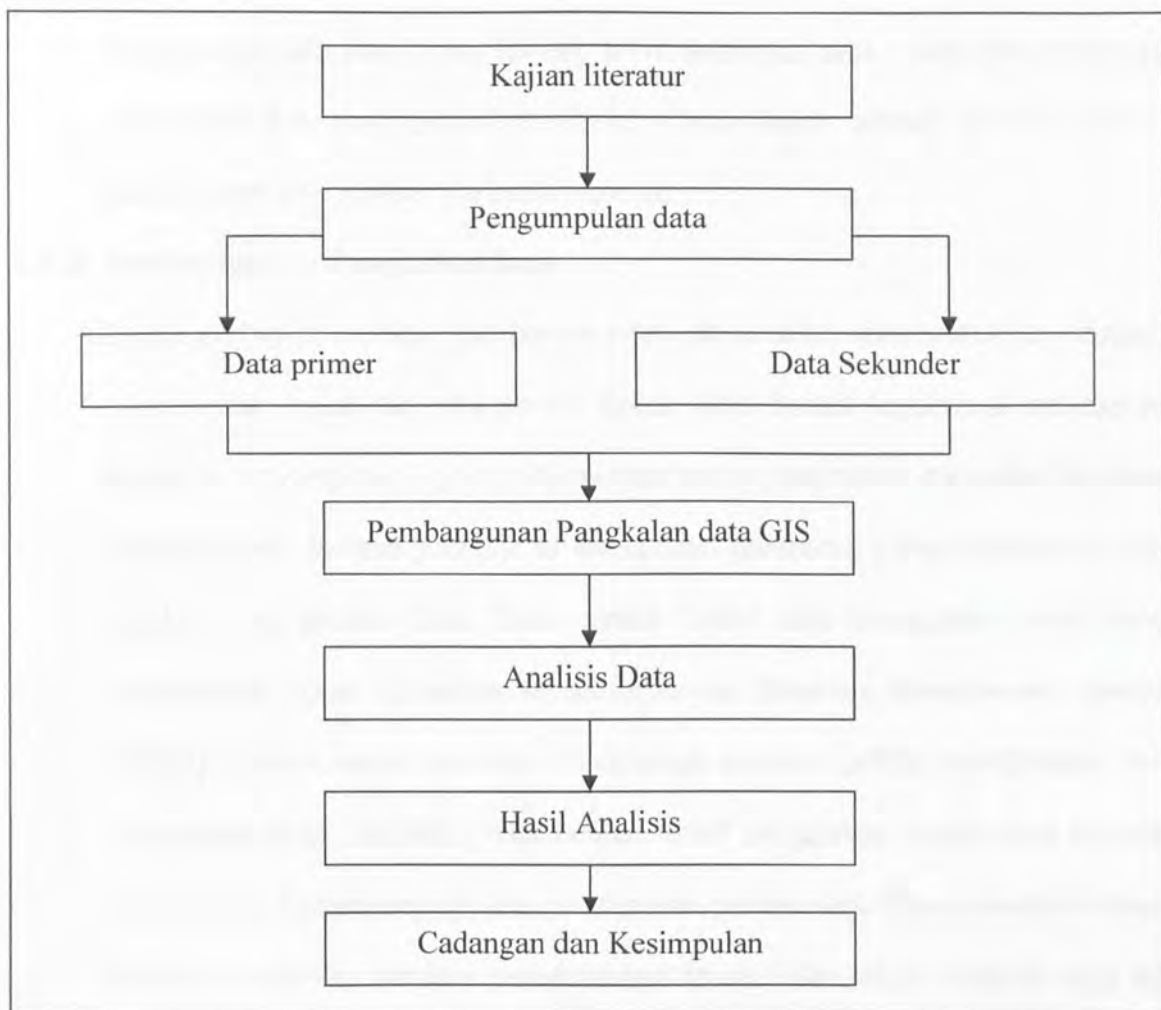 Kajian literatur
Pengumpulan data
Data primer
Data Sekunder
Pembangunan Pangkalan data GIS
Analisis Data
Hasil Analisis
Cadangan dan Kesimpulan